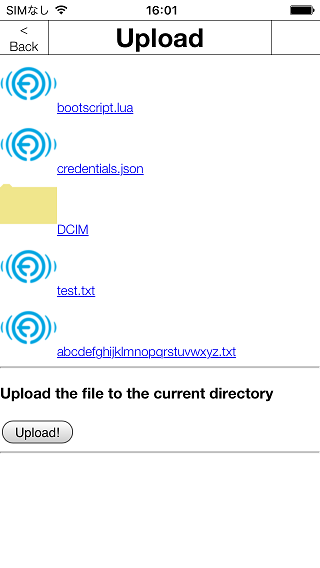 SIMなし 16:01
<
Back
Upload
bootscript.lua
credentials.json
DCIM
test.txt
abcdefghijklmnopqrstuvwxyz.txt
Upload the file to the current directory
Upload!